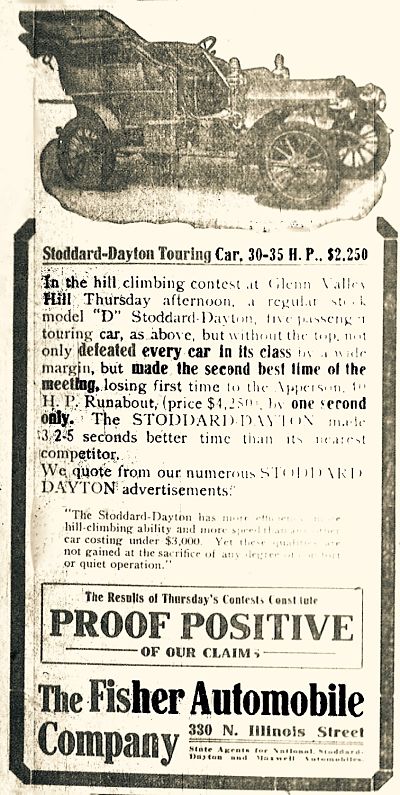 Stoddard-Dayton Touring Car, 30-35 H. P., $2,250
In the hill climbing contest at Glenn Valley
Hill Thursday afternoon, a regular stock
model "D" Stoddard-Dayton, five passenger
touring car, as above, but without the top, not
only defeated every car in its class by a wide
margin, but made the second best time of the
meeting, losing first time to the Apperson,
H. P. Runabout, (price $4,250), by one second
only. The STODDARD-DAYTON made
3 2-5 seconds better time than its nearest
competitor.
We quote from our numerous STODDARD
DAYTON advertisements:
"The Stoddard-Dayton has more efficiency, more
hill-climbing ability and more speed than any other
car costing under $3,000. Yet these qualities are
not gained at the sacrifice of any degree of comfort
or quiet operation."
The Results of Thursday's Contests Constitute
PROOF POSITIVE
OF OUR CLAIMS
The Fisher Automobile
Company
330 N. Illinois Street
State Agents for National, Stoddard-
Dayton and Maxwell Automobiles.